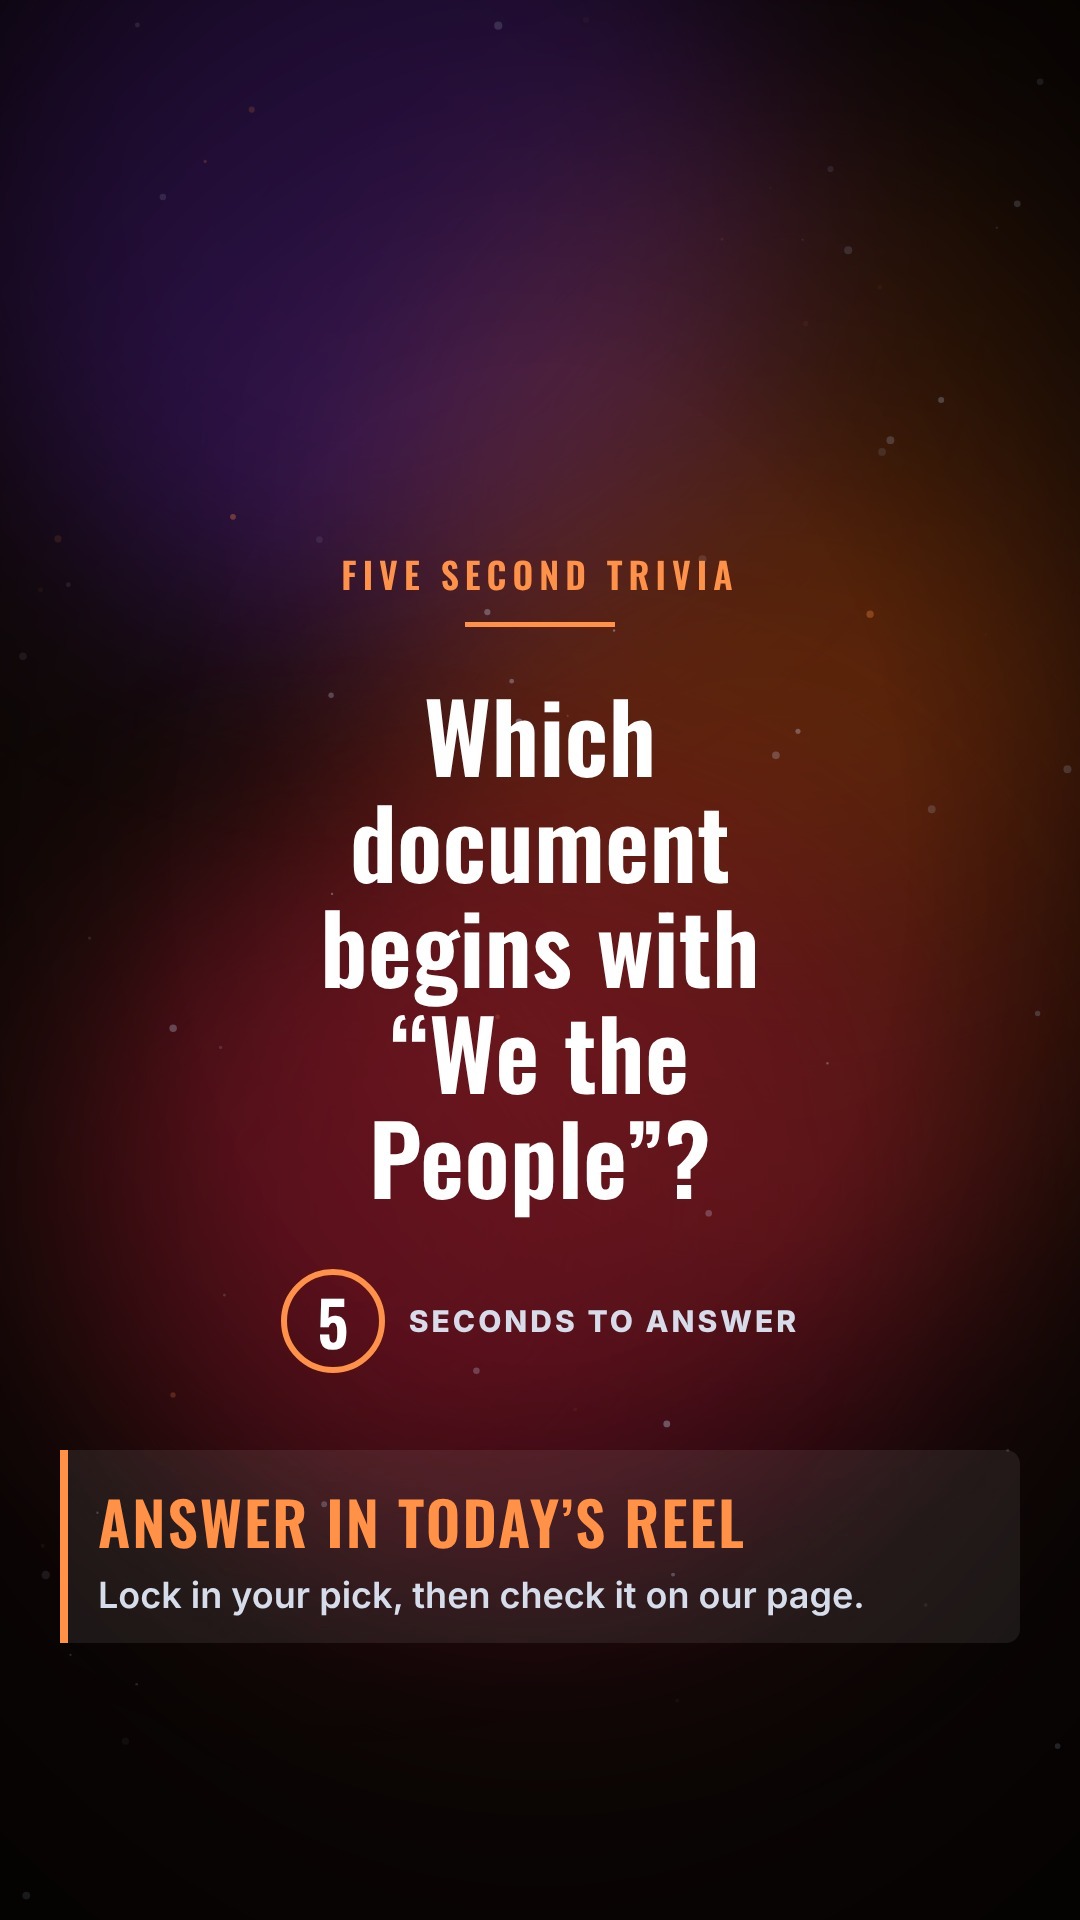 FIVE SECOND TRIVIA
Which
document
begins with
“We the
People”?
5 SECONDS TO ANSWER
ANSWER IN TODAY’S REEL
Lock in your pick, then check it on our page.